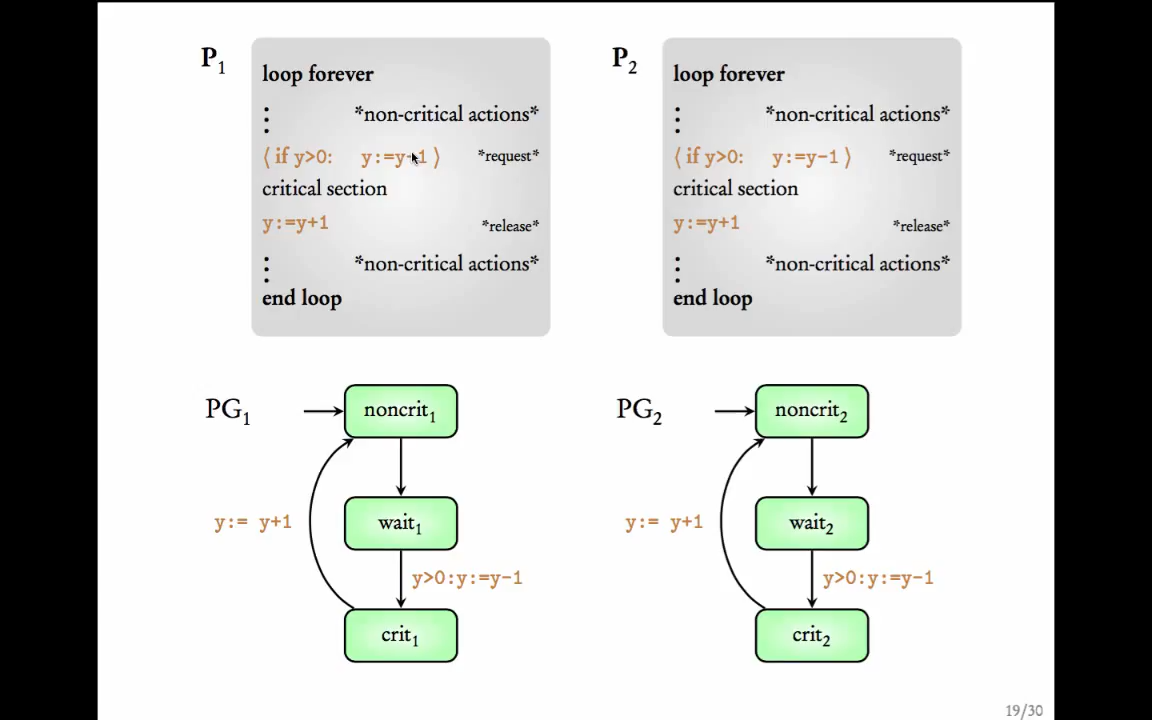 P1
loop forever
⋮ *non-critical actions*
⟨ if y>0: y:=y-1 ⟩ *request*
critical section
y:=y+1 *release*
⋮ *non-critical actions*
end loop
P2
loop forever
⋮ *non-critical actions*
⟨ if y>0: y:=y-1 ⟩ *request*
critical section
y:=y+1 *release*
⋮ *non-critical actions*
end loop
PG1
noncrit1
y:= y+1
wait1
y>0:y:=y-1
crit1
PG2
noncrit2
y:= y+1
wait2
y>0:y:=y-1
crit2
19/30